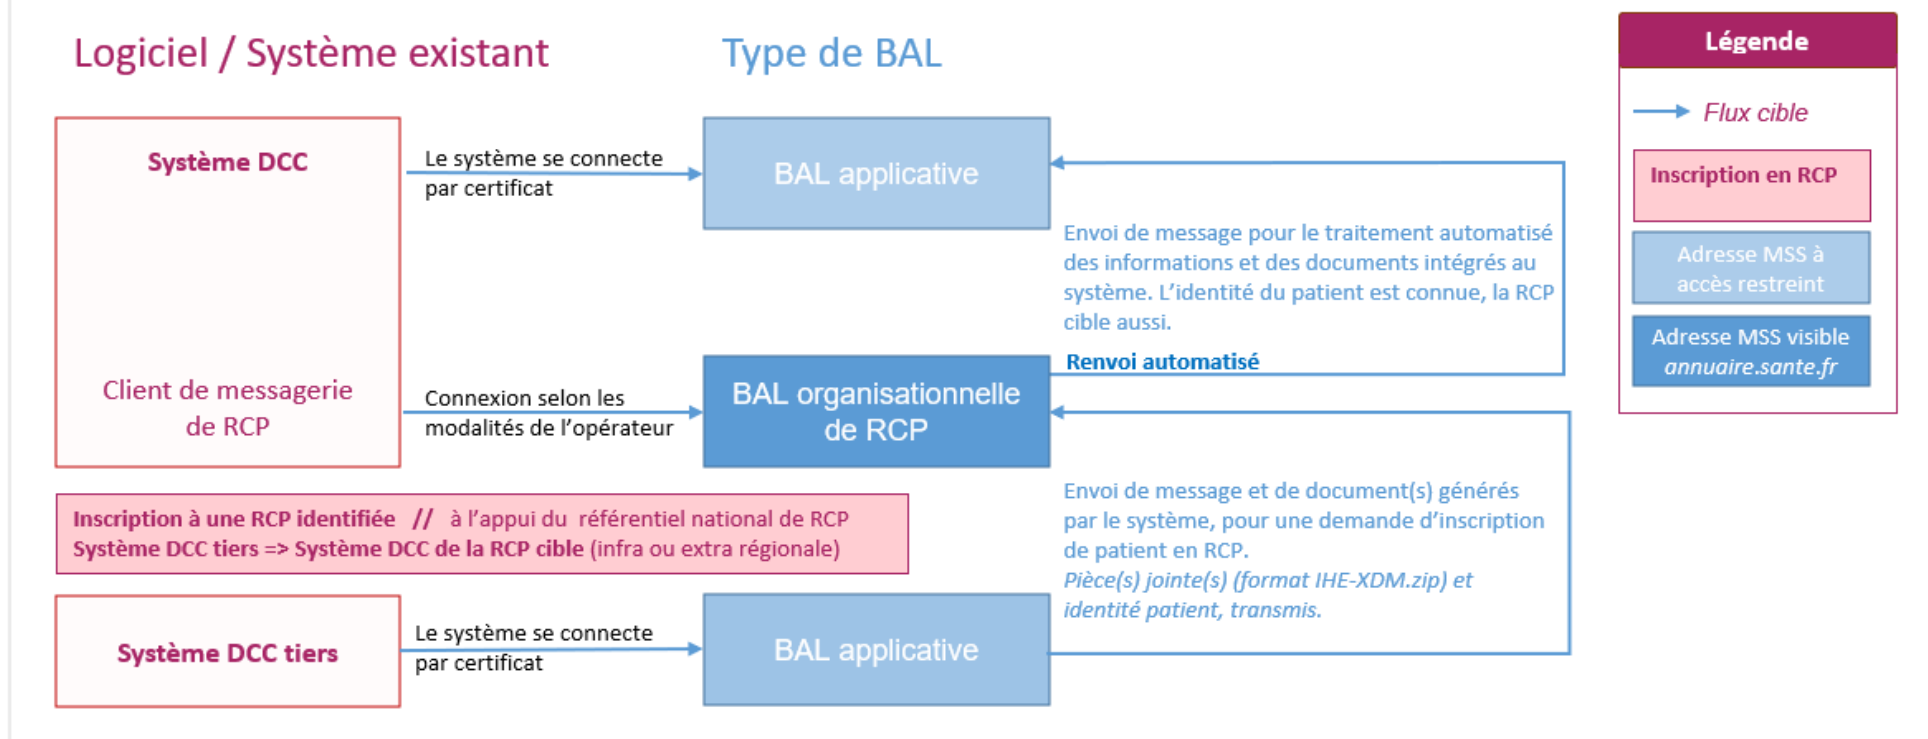 Logiciel / Système existant
Type de BAL
Légende
Flux cible
Inscription en RCP
Adresse MSS à
accès restreint
Adresse MSS visible
annuaire.sante.fr
Système DCC
Le système se connecte
par certificat
BAL applicative
Envoi de message pour le traitement automatisé
des informations et des documents intégrés au
système. L’identité du patient est connue, la RCP
cible aussi.
Renvoi automatisé
Client de messagerie
de RCP
Connexion selon les
modalités de l’opérateur
BAL organisationnelle
de RCP
Envoi de message et de document(s) générés
par le système, pour une demande d’inscription
de patient en RCP.
Pièce(s) jointe(s) (format IHE-XDM.zip) et
identité patient, transmis.
Inscription à une RCP identifiée // à l’appui du référentiel national de RCP
Système DCC tiers => Système DCC de la RCP cible (infra ou extra régionale)
Système DCC tiers
Le système se connecte
par certificat
BAL applicative